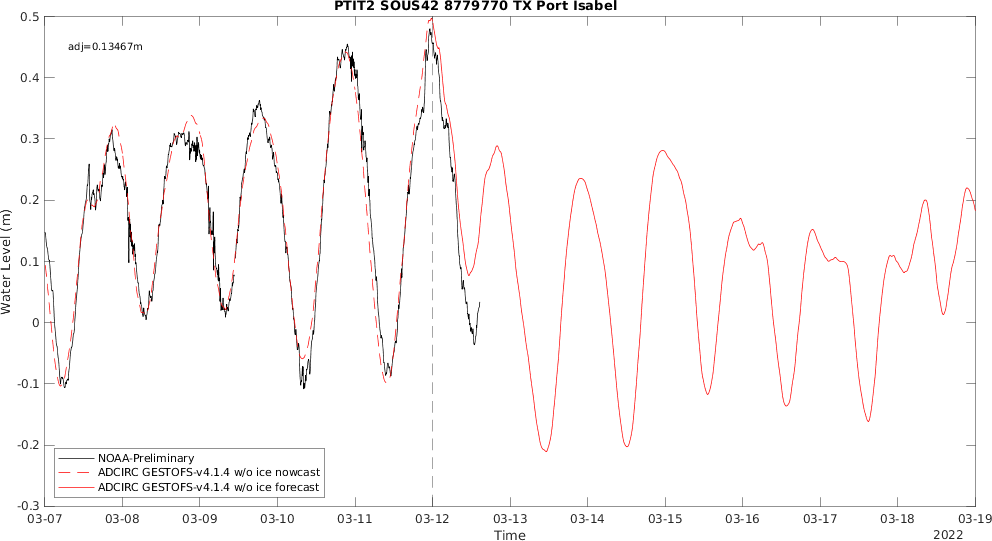 PTIT2 SOUS42 8779770 TX Port Isabel
adj=0.13467m
0.5
0.4
0.3
0.2
0.1
0
-0.1
-0.2
-0.3
Water Level (m)
NOAA-Preliminary
ADCIRC GESTOFS-v4.1.4 w/o ice nowcast
ADCIRC GESTOFS-v4.1.4 w/o ice forecast
03-07 03-08 03-09 03-10 03-11 03-12 03-13 03-14 03-15 03-16 03-17 03-18 03-19
Time
2022